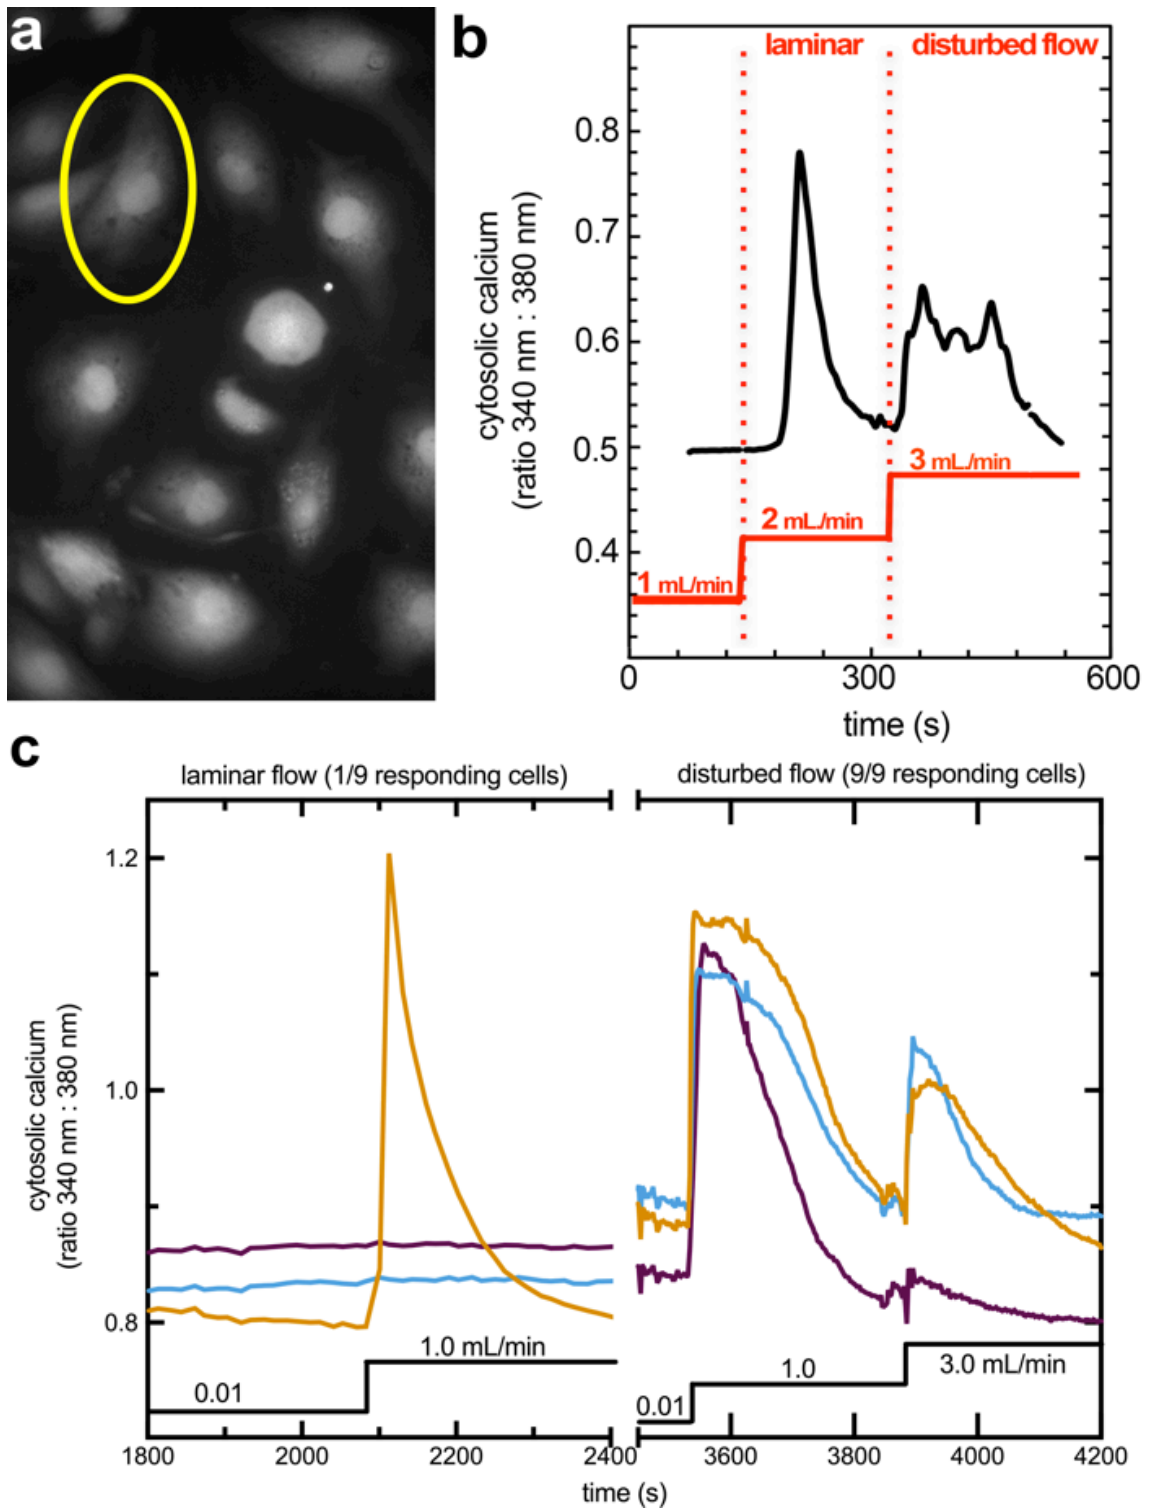 a
b
laminar
disturbed flow
0.8
0.7
0.6
0.5
0.4
cytosolic calcium
(ratio 340 nm : 380 nm)
3 mL/min
2 mL/min
1 mL/min
0
300
600
time (s)
c
laminar flow (1/9 responding cells)
disturbed flow (9/9 responding cells)
1.2
1.0
0.8
cytosolic calcium
(ratio 340 nm : 380 nm)
0.01
1.0 mL/min
0.01
1.0
3.0 mL/min
1800
2000
2200
2400
3600
3800
4000
4200
time (s)